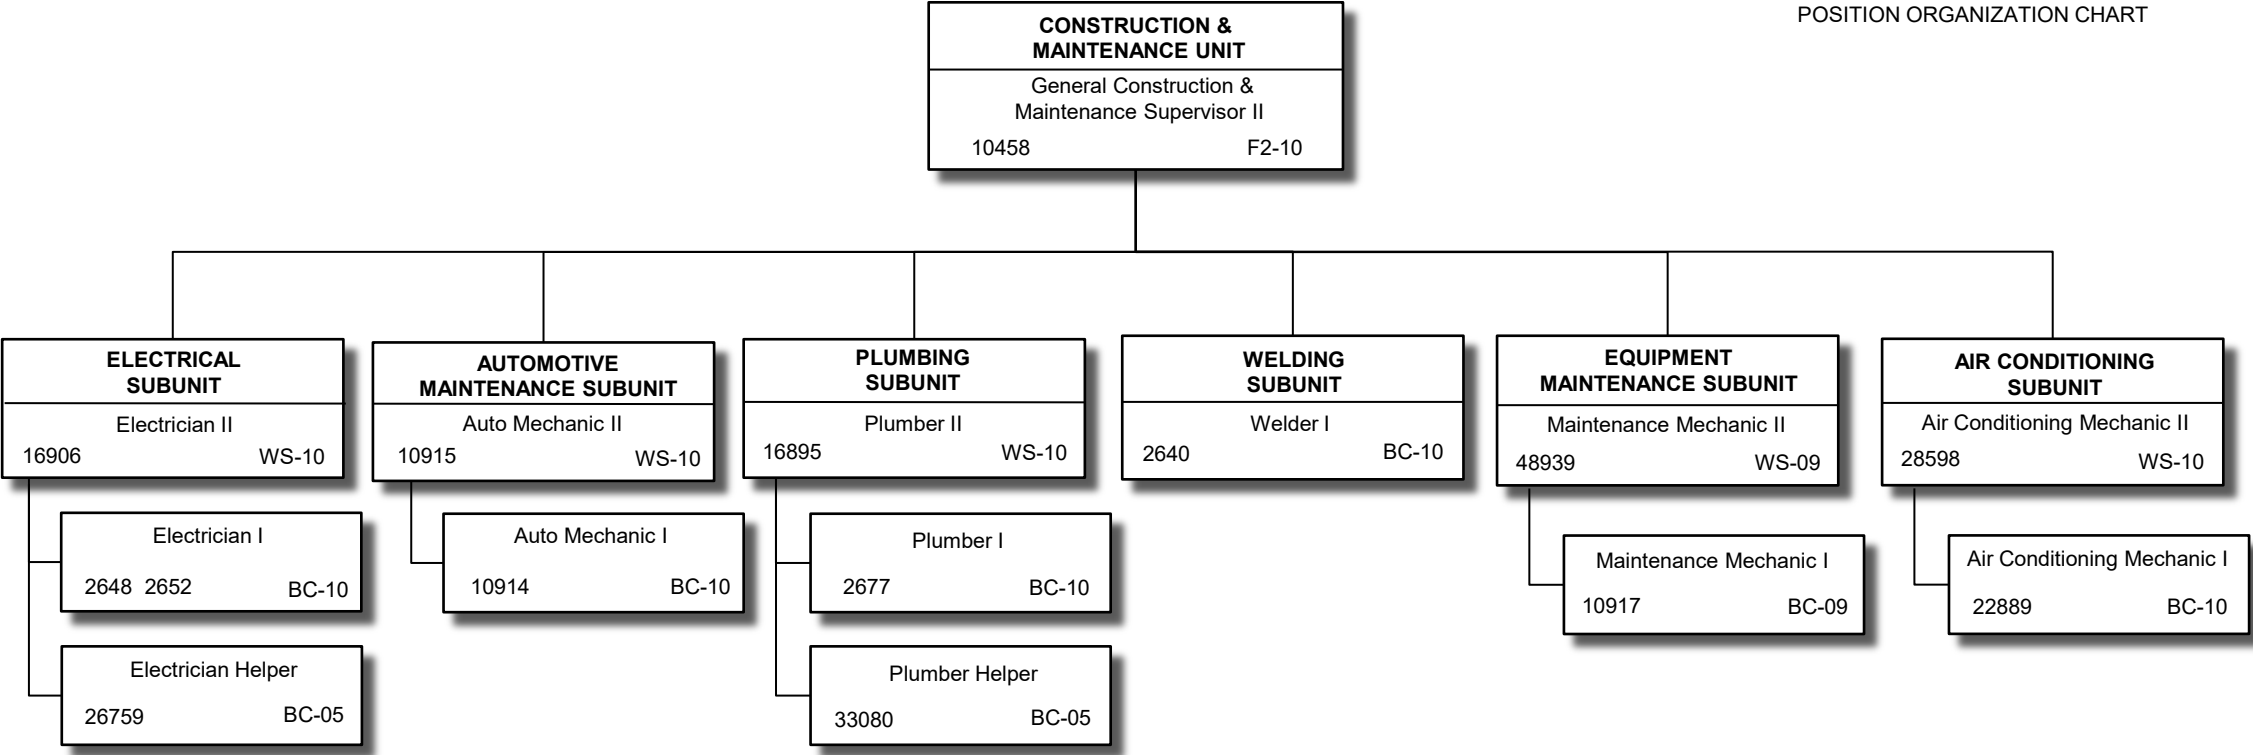 POSITION ORGANIZATION CHART
CONSTRUCTION &
MAINTENANCE UNIT
General Construction &
Maintenance Supervisor II
10458 F2-10
ELECTRICAL
SUBUNIT
Electrician II
16906 WS-10
Electrician I
2648 2652 BC-10
Electrician Helper
26759 BC-05
AUTOMOTIVE
MAINTENANCE SUBUNIT
Auto Mechanic II
10915 WS-10
Auto Mechanic I
10914 BC-10
PLUMBING
SUBUNIT
Plumber II
16895 WS-10
Plumber I
2677 BC-10
Plumber Helper
33080 BC-05
WELDING
SUBUNIT
Welder I
2640 BC-10
EQUIPMENT
MAINTENANCE SUBUNIT
Maintenance Mechanic II
48939 WS-09
Maintenance Mechanic I
10917 BC-09
AIR CONDITIONING
SUBUNIT
Air Conditioning Mechanic II
28598 WS-10
Air Conditioning Mechanic I
22889 BC-10